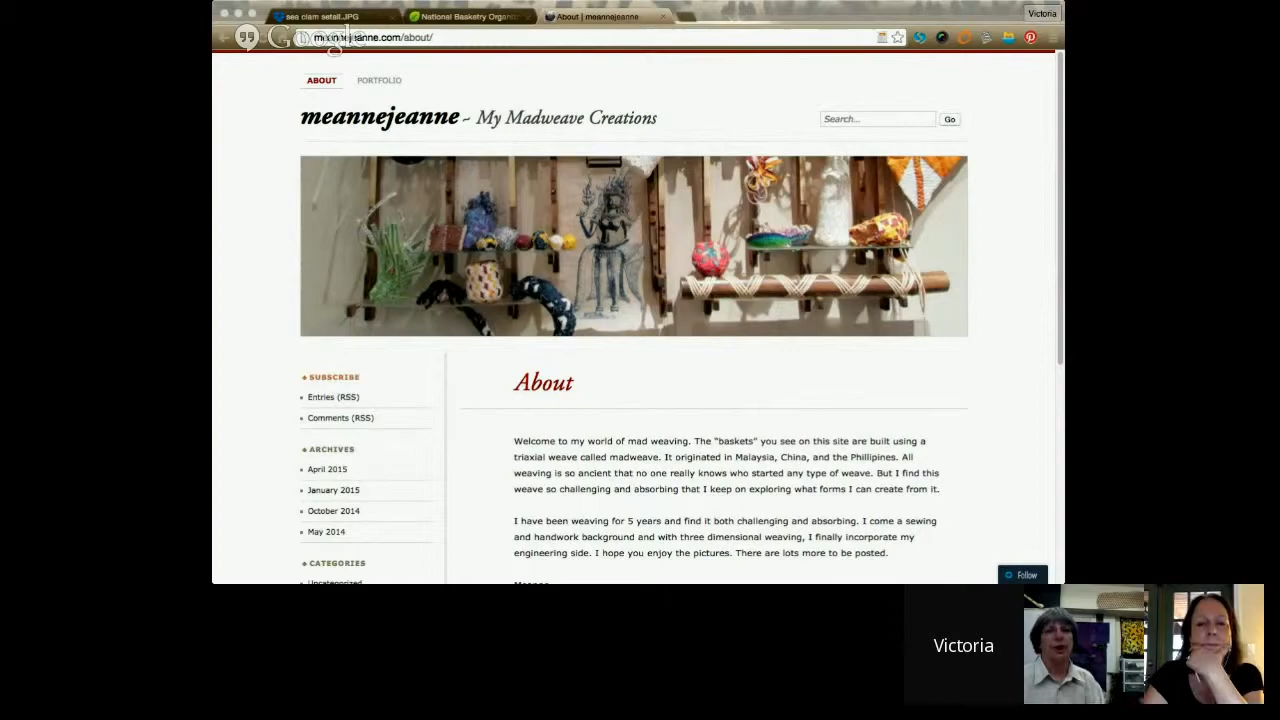 sea clam setall.JPG
National Basketry Organiz
About | meannejeanne
Victoria
Google
meannejeanne.com/about/
ABOUT
PORTFOLIO
meannejeanne ~ My Madweave Creations
Search...
Go
SUBSCRIBE
Entries (RSS)
Comments (RSS)
ARCHIVES
April 2015
January 2015
October 2014
May 2014
CATEGORIES
Uncategorized
About
Welcome to my world of mad weaving. The "baskets" you see on this site are built using a
triaxial weave called madweave. It originated in Malaysia, China, and the Phillipines. All
weaving is so ancient that no one really knows who started any type of weave. But I find this
weave so challenging and absorbing that I keep on exploring what forms I can create from it.
I have been weaving for 5 years and find it both challenging and absorbing. I come a sewing
and handwork background and with three dimensional weaving, I finally incorporate my
engineering side. I hope you enjoy the pictures. There are lots more to be posted.
Follow
Victoria